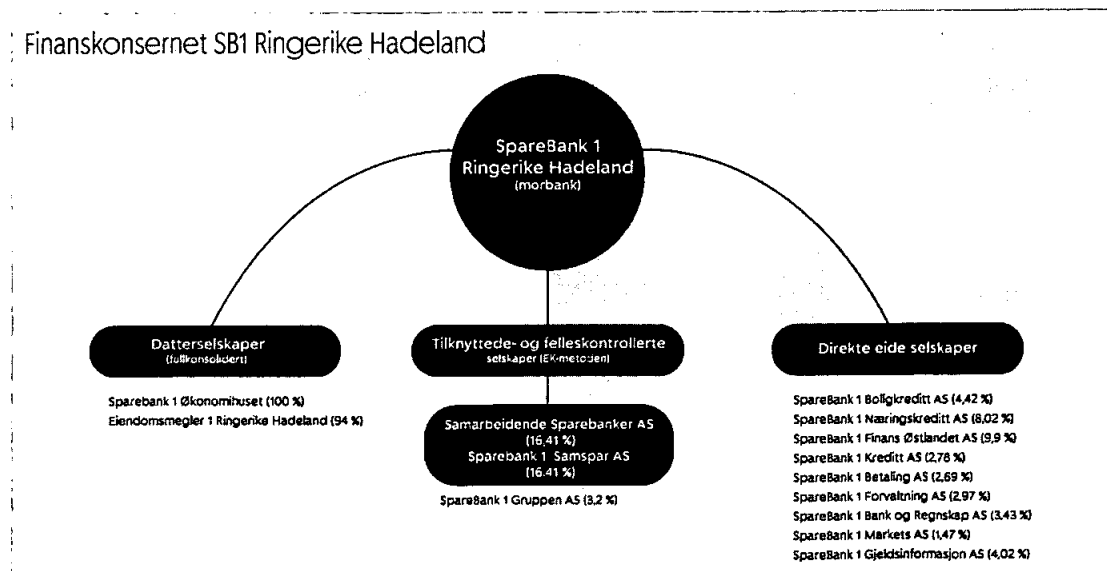 Finanskonsernet SB1 Ringerike Hadeland
SpareBank 1
Ringerike Hadeland
(morbank)
Datterselskaper
(fullkonsolidert)
Sparebank 1 Økonomihuset (100 %)
Eiendomsmegler 1 Ringerike Hadeland (94 %)
Tilknyttede- og felleskontrollerte
selskaper (EK-metoden)
Samarbeidende Sparebanker AS
(16,41 %)
Sparebank 1 Samspar AS
(16.41 %)
SpareBank 1 Gruppen AS (3,2 %)
Direkte eide selskaper
SpareBank 1 Boligkreditt AS (4,42 %)
SpareBank 1 Næringskreditt AS (8,02 %)
SpareBank 1 Finans Østlandet AS (9,9 %)
SpareBank 1 Kreditt AS (2,78 %)
SpareBank 1 Betaling AS (2,69 %)
SpareBank 1 Forvaltning AS (2,97 %)
SpareBank 1 Bank og Regnskap AS (3,43 %)
SpareBank 1 Markets AS (1,47 %)
SpareBank 1 Gjeldsinformasjon AS (4,02 %)